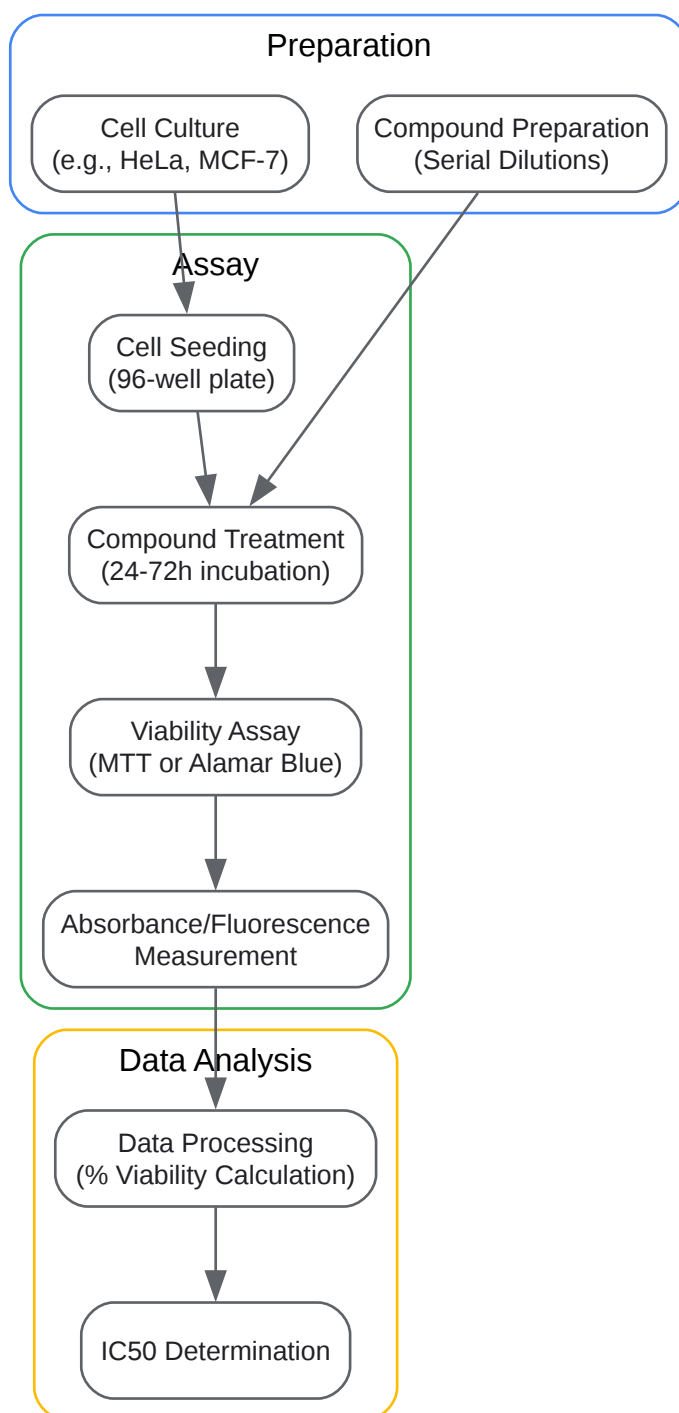 Preparation
Cell Culture
(e.g., HeLa, MCF-7)
Compound Preparation
(Serial Dilutions)
Assay
Cell Seeding
(96-well plate)
Compound Treatment
(24-72h incubation)
Viability Assay
(MTT or Alamar Blue)
Absorbance/Fluorescence
Measurement
Data Analysis
Data Processing
(% Viability Calculation)
IC50 Determination